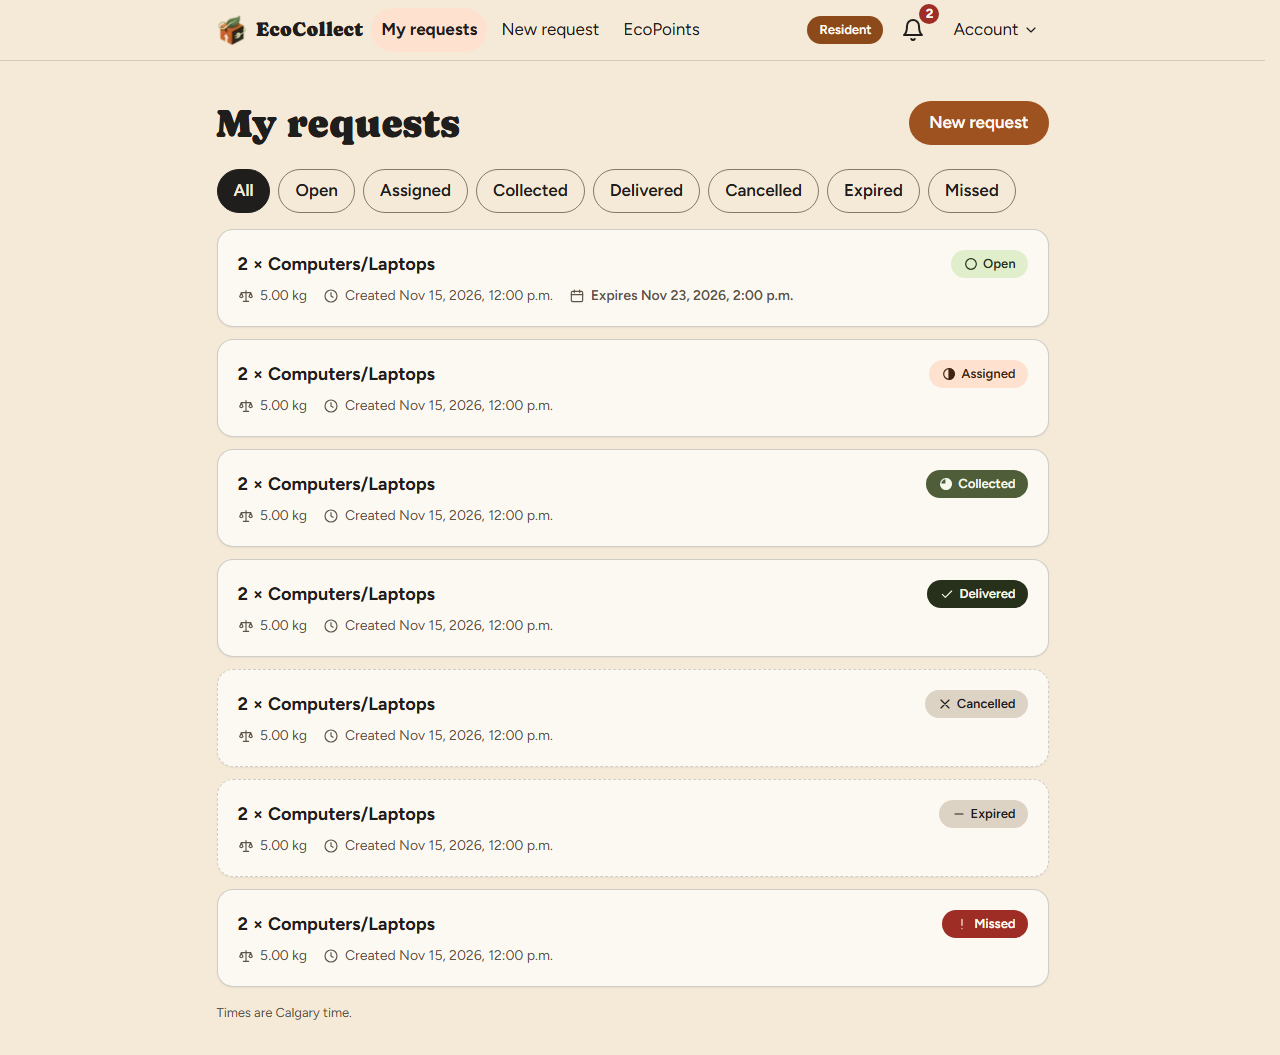 EcoCollect My requests New request EcoPoints Resident 2 Account
My requests New request
All Open Assigned Collected Delivered Cancelled Expired Missed
2 × Computers/Laptops Open
5.00 kg Created Nov 15, 2026, 12:00 p.m. Expires Nov 23, 2026, 2:00 p.m.
2 × Computers/Laptops Assigned
5.00 kg Created Nov 15, 2026, 12:00 p.m.
2 × Computers/Laptops Collected
5.00 kg Created Nov 15, 2026, 12:00 p.m.
2 × Computers/Laptops Delivered
5.00 kg Created Nov 15, 2026, 12:00 p.m.
2 × Computers/Laptops Cancelled
5.00 kg Created Nov 15, 2026, 12:00 p.m.
2 × Computers/Laptops Expired
5.00 kg Created Nov 15, 2026, 12:00 p.m.
2 × Computers/Laptops Missed
5.00 kg Created Nov 15, 2026, 12:00 p.m.
Times are Calgary time.